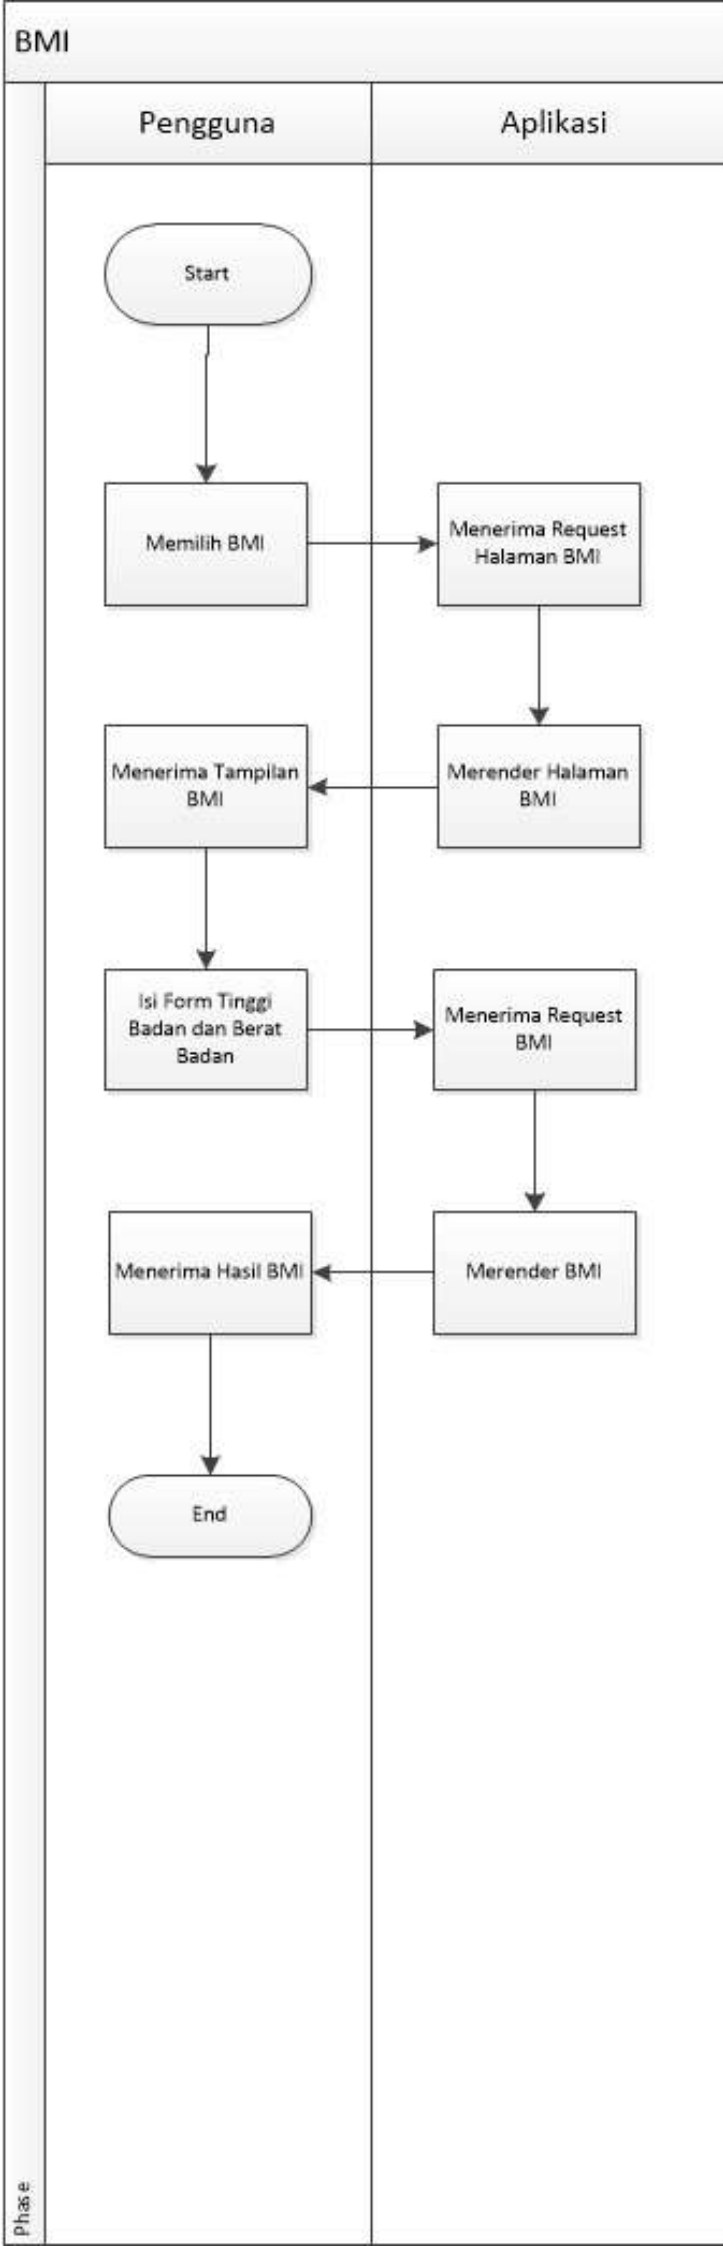 BMI
Pengguna
Aplikasi
Start
Memilih BMI
Menerima Request
Halaman BMI
Merender Halaman
BMI
Menerima Tampilan
BMI
Isi Form Tinggi
Badan dan Berat
Badan
Menerima Request
BMI
Merender BMI
Menerima Hasil BMI
End
Phase